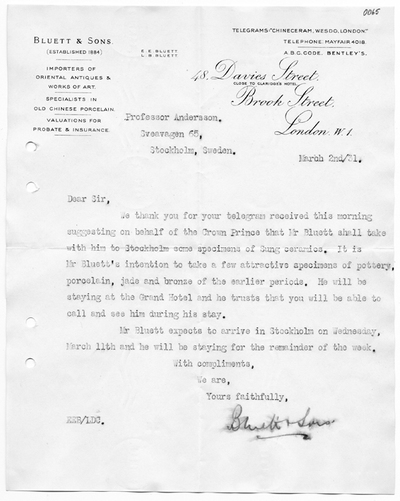 0065
BLUETT & SONS.
(ESTABLISHED 1884)
E. E. BLUETT
L. B. BLUETT
TELEGRAMS "CHINECERAM, WESDO, LONDON."
TELEPHONE, MAYFAIR 4018.
A.B.C. CODE. BENTLEY'S.
IMPORTERS OF
ORIENTAL ANTIQUES &
WORKS OF ART.
SPECIALISTS IN
OLD CHINESE PORCELAIN.
VALUATIONS FOR
PROBATE & INSURANCE.
48, Davies Street,
CLOSE TO CLARIDGES HOTEL
Brook Street,
London. W.1.
Professor Andersson.
Sveavagen 65,
Stockholm, Sweden.
March 2nd/31.
Dear Sir,
We thank you for your telegram received this morning
suggesting on behalf of the Crown Prince that Mr Bluett shall take
with him to Stockholm some specimens of Sung ceramics. It is
Mr Bluett's intention to take a few attractive specimens of pottery,
porcelain, jade and bronze of the earlier periods. He will be
staying at the Grand Hotel and he trusts that you will be able to
call and see him during his stay.
Mr Bluett expects to arrive in Stockholm on Wednesday,
March 11th and he will be staying for the remainder of the week.
With compliments,
We are,
Yours faithfully,
Bluett & Sons
EEB/LDC.